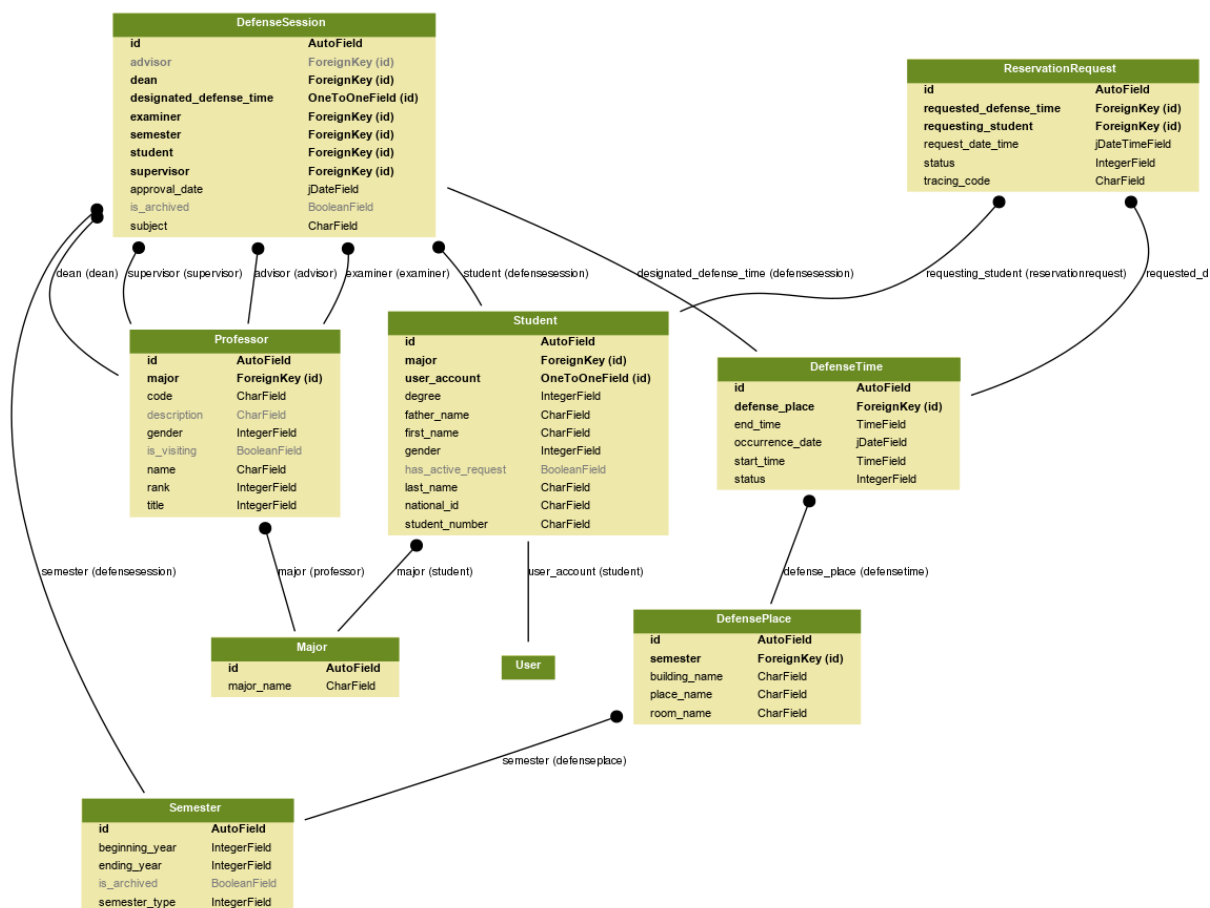 DefenseSession
id AutoField
advisor ForeignKey (id)
dean ForeignKey (id)
designated_defense_time OneToOneField (id)
examiner ForeignKey (id)
semester ForeignKey (id)
student ForeignKey (id)
supervisor ForeignKey (id)
approval_date jDateField
is_archived BooleanField
subject CharField
ReservationRequest
id AutoField
requested_defense_time ForeignKey (id)
requesting_student ForeignKey (id)
request_date_time jDateTimeField
status IntegerField
tracing_code CharField
dean (dean)
supervisor (supervisor)
advisor (advisor)
examiner (examiner)
student (defensesession)
designated_defense_time (defensesession)
requesting_student (reservationrequest)
requested_d
Professor
id AutoField
major ForeignKey (id)
code CharField
description CharField
gender IntegerField
is_visiting BooleanField
name CharField
rank IntegerField
title IntegerField
Student
id AutoField
major ForeignKey (id)
user_account OneToOneField (id)
degree IntegerField
father_name CharField
first_name CharField
gender IntegerField
has_active_request BooleanField
last_name CharField
national_id CharField
student_number CharField
DefenseTime
id AutoField
defense_place ForeignKey (id)
end_time TimeField
occurrence_date jDateField
start_time TimeField
status IntegerField
semester (defensesession)
major (professor)
major (student)
user_account (student)
defense_place (defensetime)
Major
id AutoField
major_name CharField
User
DefensePlace
id AutoField
semester ForeignKey (id)
building_name CharField
place_name CharField
room_name CharField
semester (defenseplace)
Semester
id AutoField
beginning_year IntegerField
ending_year IntegerField
is_archived BooleanField
semester_type IntegerField